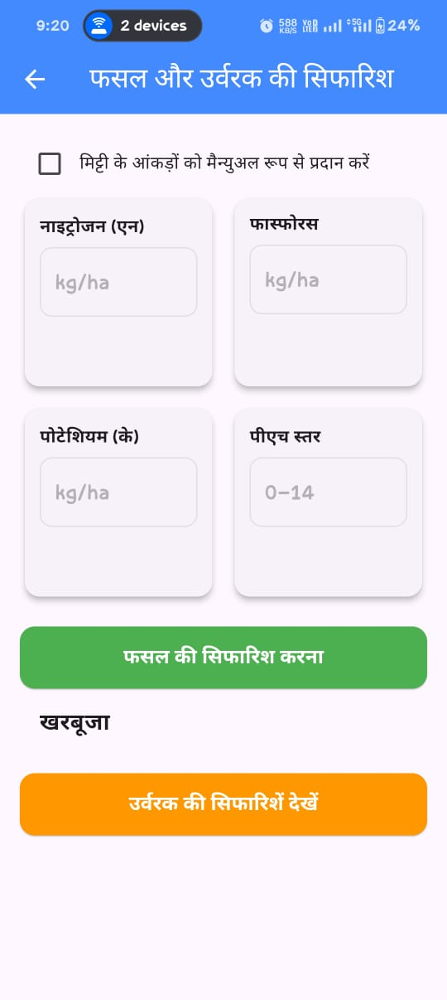 9:20 2 devices 588 KB/S VoD LTE 5G 24%
फसल और उर्वरक की सिफारिश
मिट्टी के आंकड़ों को मैन्युअल रूप से प्रदान करें
नाइट्रोजन (एन) फास्फोरस
kg/ha kg/ha
पोटेशियम (के) पीएच स्तर
kg/ha 0–14
फसल की सिफारिश करना
खरबूजा
उर्वरक की सिफारिशें देखें